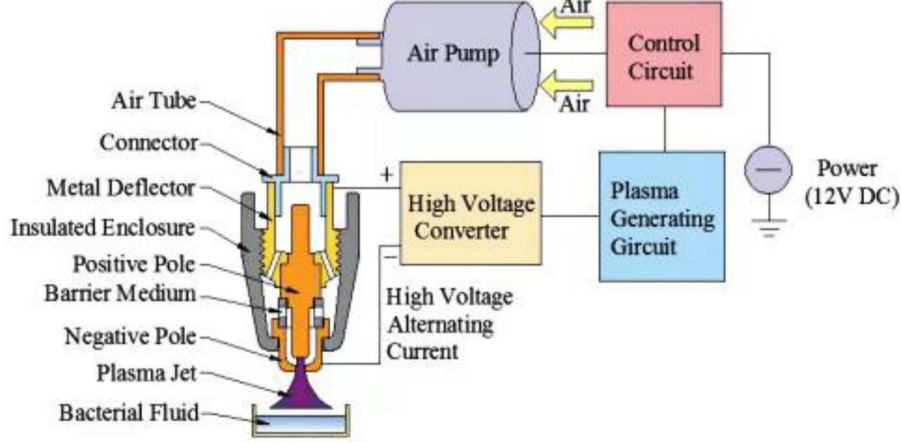 Air
Air Pump
Control
Circuit
Air
Air Tube
Connector
Metal Deflector
Insulated Enclosure
Positive Pole
Barrier Medium
Negative Pole
Plasma Jet
Bacterial Fluid
+
High Voltage
Converter
−
High Voltage
Alternating
Current
Plasma
Generating
Gircuit
Power
(12V DC)